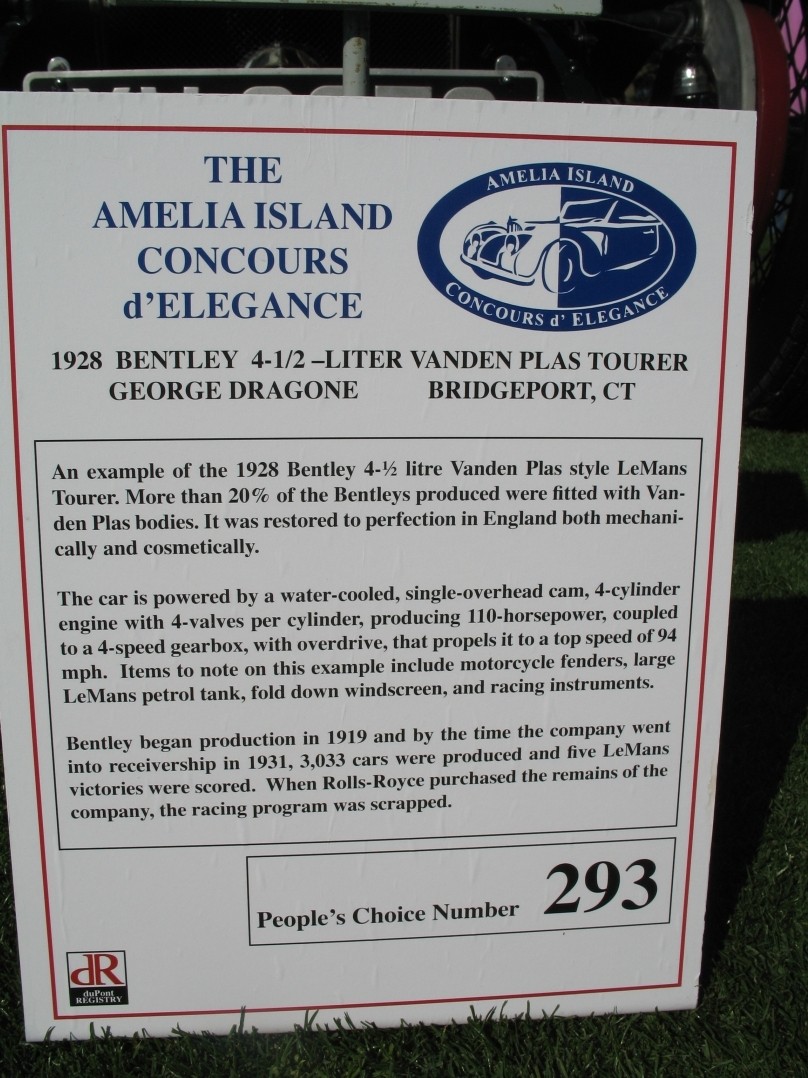 THE
AMELIA ISLAND
CONCOURS
d'ELEGANCE
AMELIA ISLAND
CONCOURS d' ELEGANCE
1928 BENTLEY 4-1/2 –LITER VANDEN PLAS TOURER
GEORGE DRAGONE BRIDGEPORT, CT
An example of the 1928 Bentley 4-½ litre Vanden Plas style LeMans
Tourer. More than 20% of the Bentleys produced were fitted with Van-
den Plas bodies. It was restored to perfection in England both mechani-
cally and cosmetically.
The car is powered by a water-cooled, single-overhead cam, 4-cylinder
engine with 4-valves per cylinder, producing 110-horsepower, coupled
to a 4-speed gearbox, with overdrive, that propels it to a top speed of 94
mph. Items to note on this example include motorcycle fenders, large
LeMans petrol tank, fold down windscreen, and racing instruments.
Bentley began production in 1919 and by the time the company went
into receivership in 1931, 3,033 cars were produced and five LeMans
victories were scored. When Rolls-Royce purchased the remains of the
company, the racing program was scrapped.
People's Choice Number 293
dR
duPont
REGISTRY